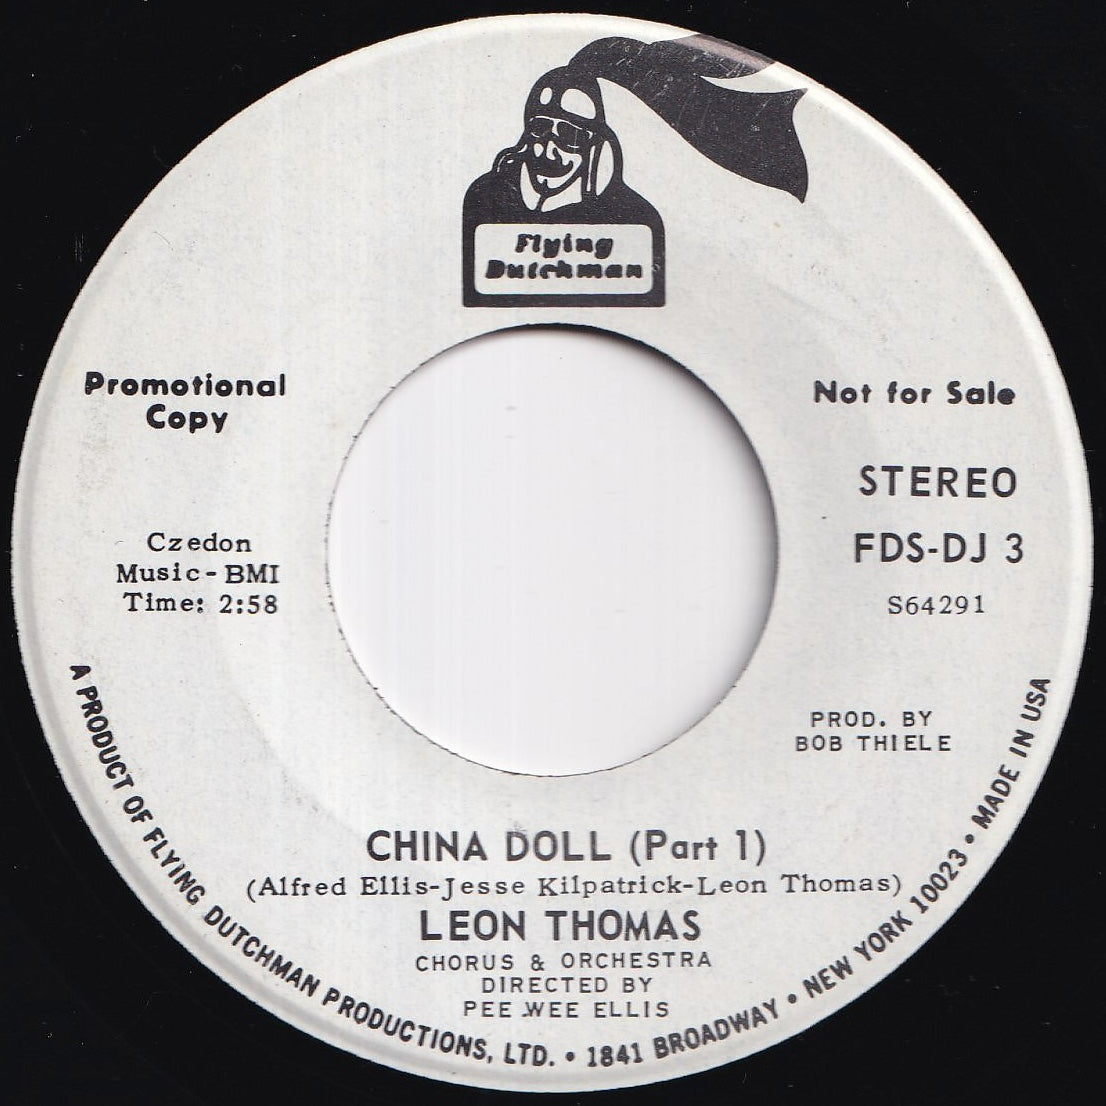 Flying
Dutchman
Promotional
Copy
Not for Sale
STEREO
FDS-DJ 3
S64291
Czedon
Music-BMI
Time: 2:58
PROD. BY
BOB THIELE
CHINA DOLL (Part 1)
(Alfred Ellis-Jesse Kilpatrick-Leon Thomas)
LEON THOMAS
CHORUS & ORCHESTRA
DIRECTED BY
PEE WEE ELLIS
A PRODUCT OF FLYING DUTCHMAN PRODUCTIONS, LTD. • 1841 BROADWAY • NEW YORK 10023 • MADE IN USA